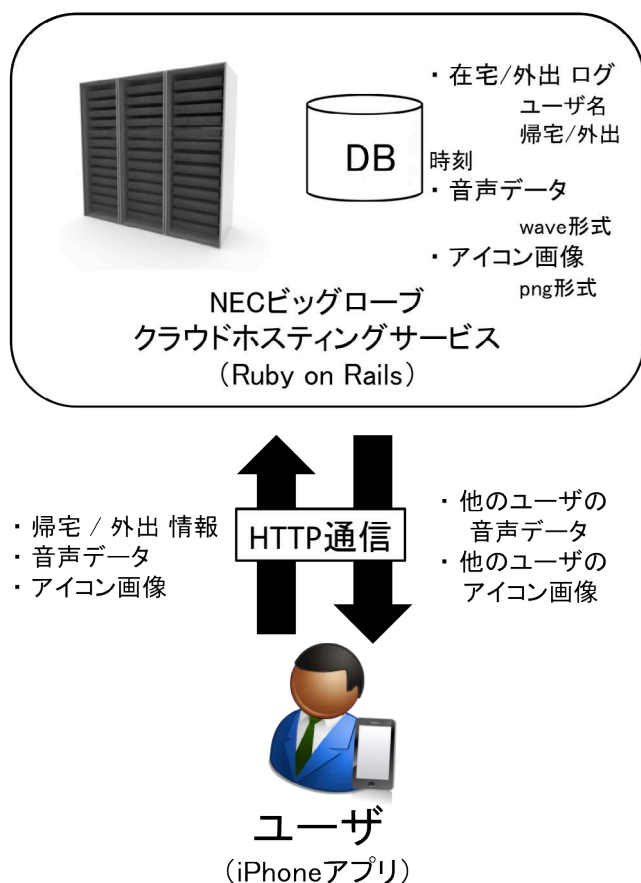 DB
・在宅/外出 ログ
ユーザ名
帰宅/外出
時刻
・音声データ
wave形式
・アイコン画像
png形式
NECビッグローブ
クラウドホスティングサービス
（Ruby on Rails）
・帰宅 / 外出 情報
・音声データ
・アイコン画像
HTTP通信
・他のユーザの
音声データ
・他のユーザの
アイコン画像
ユーザ
（iPhoneアプリ）